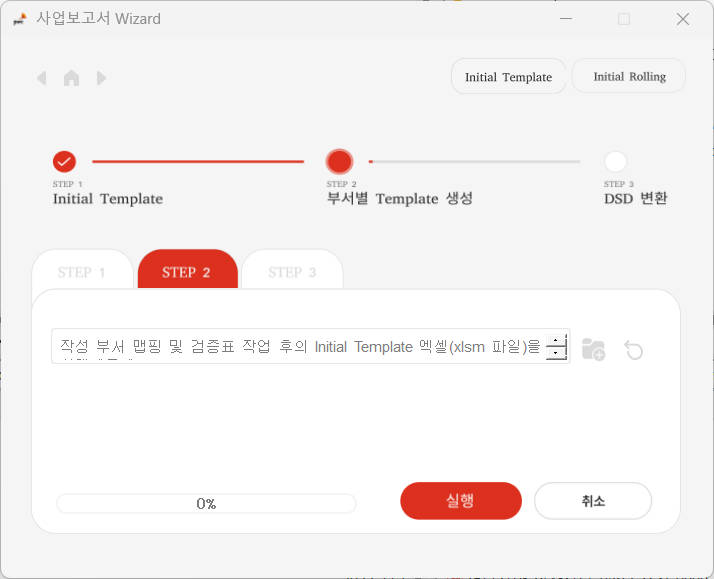 사업보고서 Wizard
Initial Template
Initial Rolling
STEP 1
Initial Template
STEP 2
부서별 Template 생성
STEP 3
DSD 변환
STEP 1
STEP 2
STEP 3
작성 부서 맵핑 및 검증표 작업 후의 Initial Template 엑셀(xlsm 파일)을
0%
실행
취소